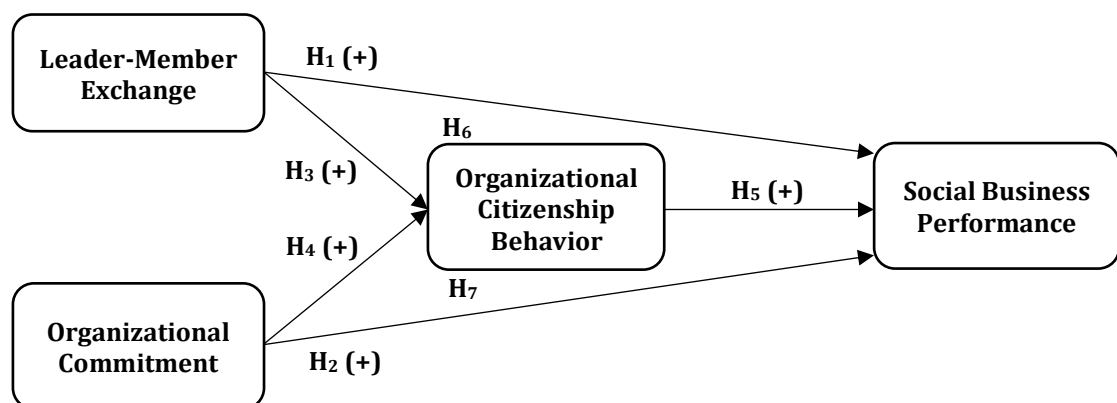 Leader-Member
Exchange
H₁ (+)
H₆
H₃ (+)
Organizational
Citizenship
Behavior
H₅ (+)
Social Business
Performance
H₄ (+)
H₇
Organizational
Commitment
H₂ (+)